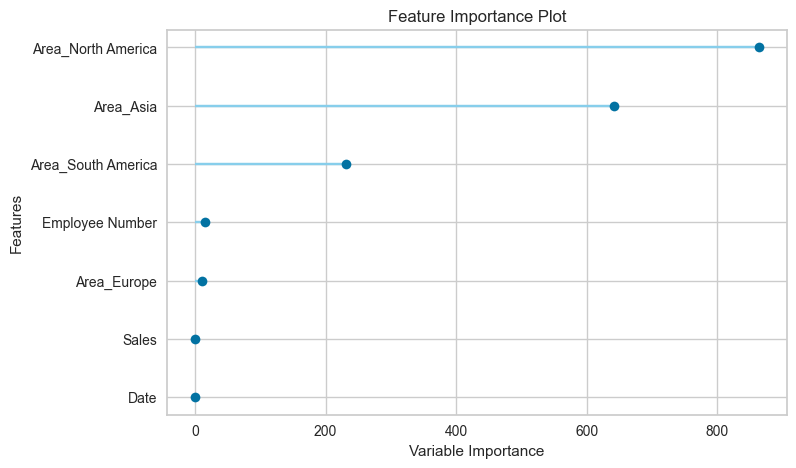 Feature Importance Plot
Area_North America
Area_Asia
Area_South America
Employee Number
Area_Europe
Sales
Date
Features
0 200 400 600 800
Variable Importance